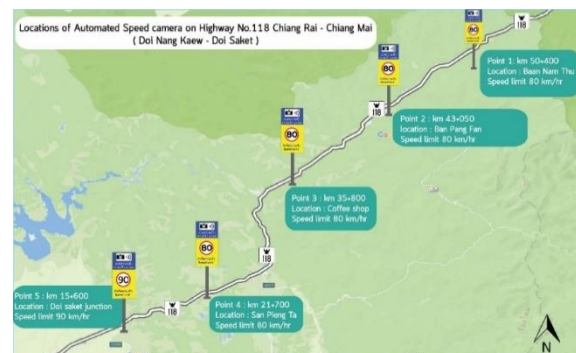 Locations of Automated Speed camera on Highway No.118 Chiang Rai - Chiang Mai
( Doi Nang Kaew - Doi Saket )
118
80
Point 1: km 50+400
Location : Baan Nam Thu
Speed limit 80 km/hr
80
118
Point 2 : km 43+050
location : Ban Pang Fan
Speed limit 80 km/hr
80
Point 3 : km 35+800
Location : Coffee shop
Speed limit 80 km/hr
118
80
Point 4 : km 21+700
Location : San Pieng Ta
Speed limit 80 km/hr
90
118
Point 5 : km 15+600
Location : Doi saket junction
Speed limit 90 km/hr
N